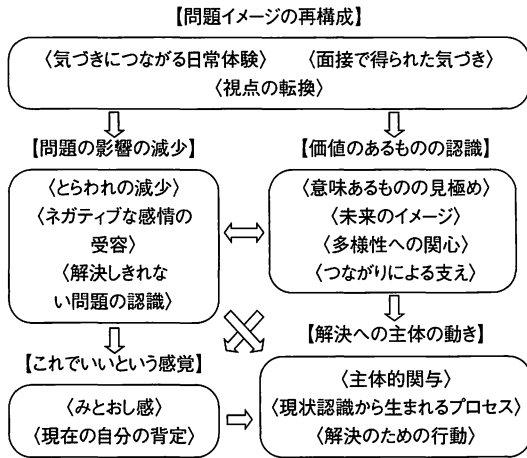 【問題イメージの再構成】
〈気づきにつながる日常体験〉 〈面接で得られた気づき〉
〈視点の転換〉
【問題の影響の減少】
〈とらわれの減少〉
〈ネガティブな感情の
受容〉
〈解決しきれな
い問題の認識〉
【価値のあるものの認識】
〈意味あるものの見極め〉
〈未来のイメージ〉
〈多様性への関心〉
〈つながりによる支え〉
【これでいいという感覚】
〈みとおし感〉
〈現在の自分の背定〉
【解決への主体の動き】
〈主体的関与〉
〈現状認識から生まれるプロセス〉
〈解決のための行動〉